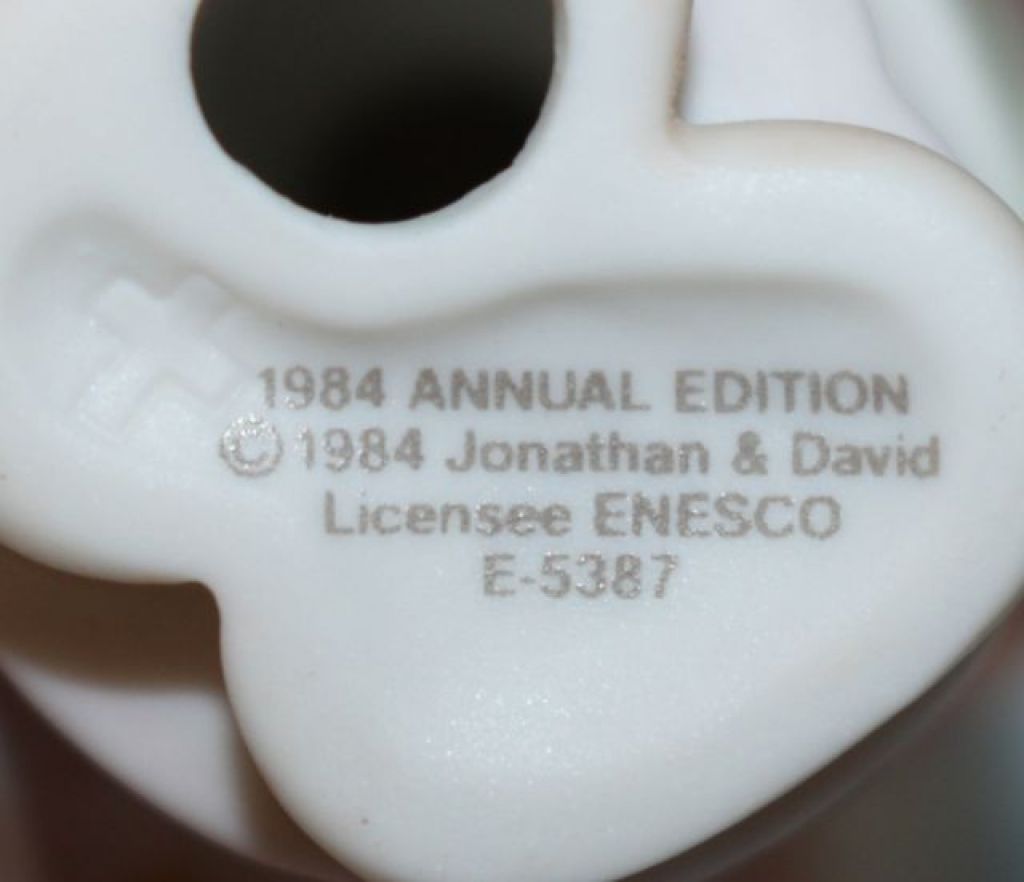 1984 ANNUAL EDITION
©1984 Jonathan & David
Licensee ENESCO
E-5387